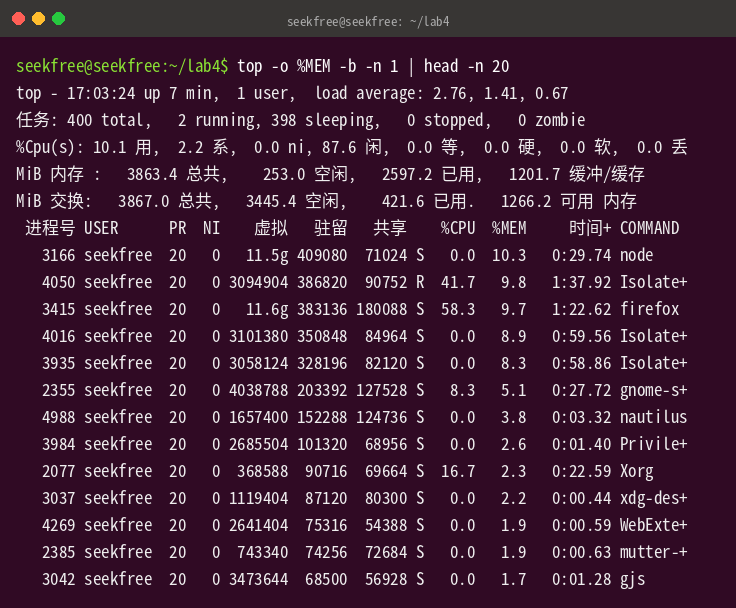 seekfree@seekfree: ~/lab4
seekfree@seekfree:~/lab4$ top -o %MEM -b -n 1 | head -n 20
top - 17:03:24 up 7 min,  1 user,  load average: 2.76, 1.41, 0.67
任务: 400 total,   2 running, 398 sleeping,   0 stopped,   0 zombie
%Cpu(s): 10.1 用,  2.2 系,  0.0 ni, 87.6 闲,  0.0 等,  0.0 硬,  0.0 软,  0.0 丢
MiB 内存 :   3863.4 总共,    253.0 空闲,   2597.2 已用,   1201.7 缓冲/缓存
MiB 交换:   3867.0 总共,   3445.4 空闲,    421.6 已用.   1266.2 可用 内存
进程号 USER      PR  NI    虚拟    驻留    共享    %CPU  %MEM     时间+ COMMAND
3166 seekfree  20   0   11.5g 409080  71024 S   0.0  10.3   0:29.74 node
4050 seekfree  20   0 3094904 386820  90752 R  41.7   9.8   1:37.92 Isolate+
3415 seekfree  20   0   11.6g 383136 180088 S  58.3   9.7   1:22.62 firefox
4016 seekfree  20   0 3101380 350848  84964 S   0.0   8.9   0:59.56 Isolate+
3935 seekfree  20   0 3058124 328196  82120 S   0.0   8.3   0:58.86 Isolate+
2355 seekfree  20   0 4038788 203392 127528 S   8.3   5.1   0:27.72 gnome-s+
4988 seekfree  20   0 1657400 152288 124736 S   0.0   3.8   0:03.32 nautilus
3984 seekfree  20   0 2685504 101320  68956 S   0.0   2.6   0:01.40 Privile+
2077 seekfree  20   0  368588  90716  69664 S  16.7   2.3   0:22.59 Xorg
3037 seekfree  20   0 1119404  87120  80300 S   0.0   2.2   0:00.44 xdg-des+
4269 seekfree  20   0 2641404  75316  54388 S   0.0   1.9   0:00.59 WebExte+
2385 seekfree  20   0  743340  74256  72684 S   0.0   1.9   0:00.63 mutter-+
3042 seekfree  20   0 3473644  68500  56928 S   0.0   1.7   0:01.28 gjs